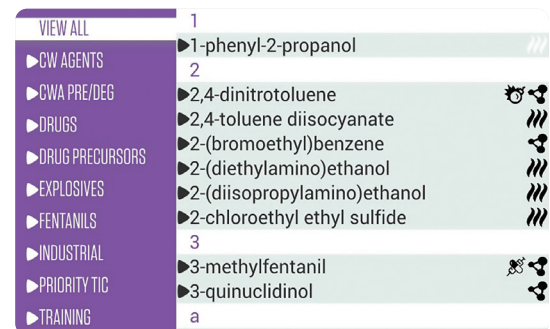 VIEW ALL
CW AGENTS
CWA PRE/DEG
DRUGS
DRUG PRECURSORS
EXPLOSIVES
FENTANILS
INDUSTRIAL
PRIORITY TIC
TRAINING
1
1-phenyl-2-propanol
2
2,4-dinitrotoluene
2,4-toluene diisocyanate
2-(bromoethyl)benzene
2-(diethylamino)ethanol
2-(diisopropylamino)ethanol
2-chloroethyl ethyl sulfide
3
3-methylfentanil
3-quinuclidinol
a